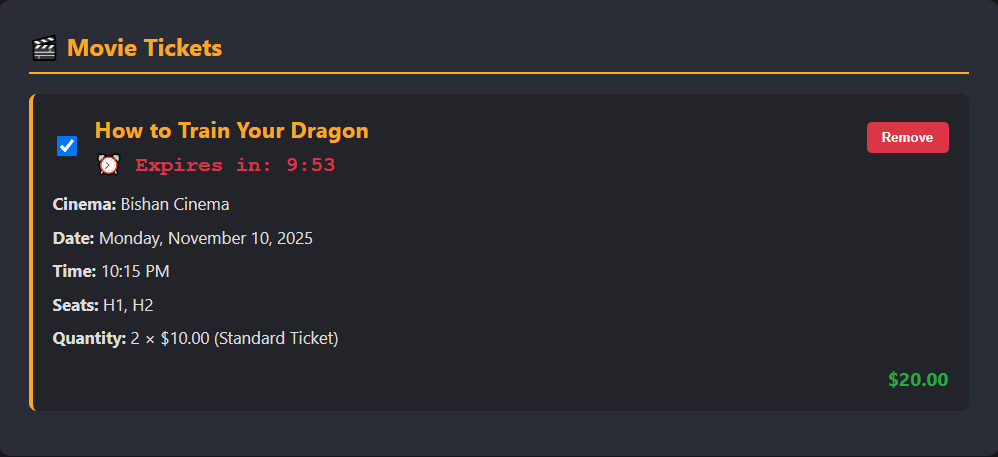 Movie Tickets
How to Train Your Dragon
Remove
Expires in: 9:53
Cinema: Bishan Cinema
Date: Monday, November 10, 2025
Time: 10:15 PM
Seats: H1, H2
Quantity: 2 × $10.00 (Standard Ticket)
$20.00